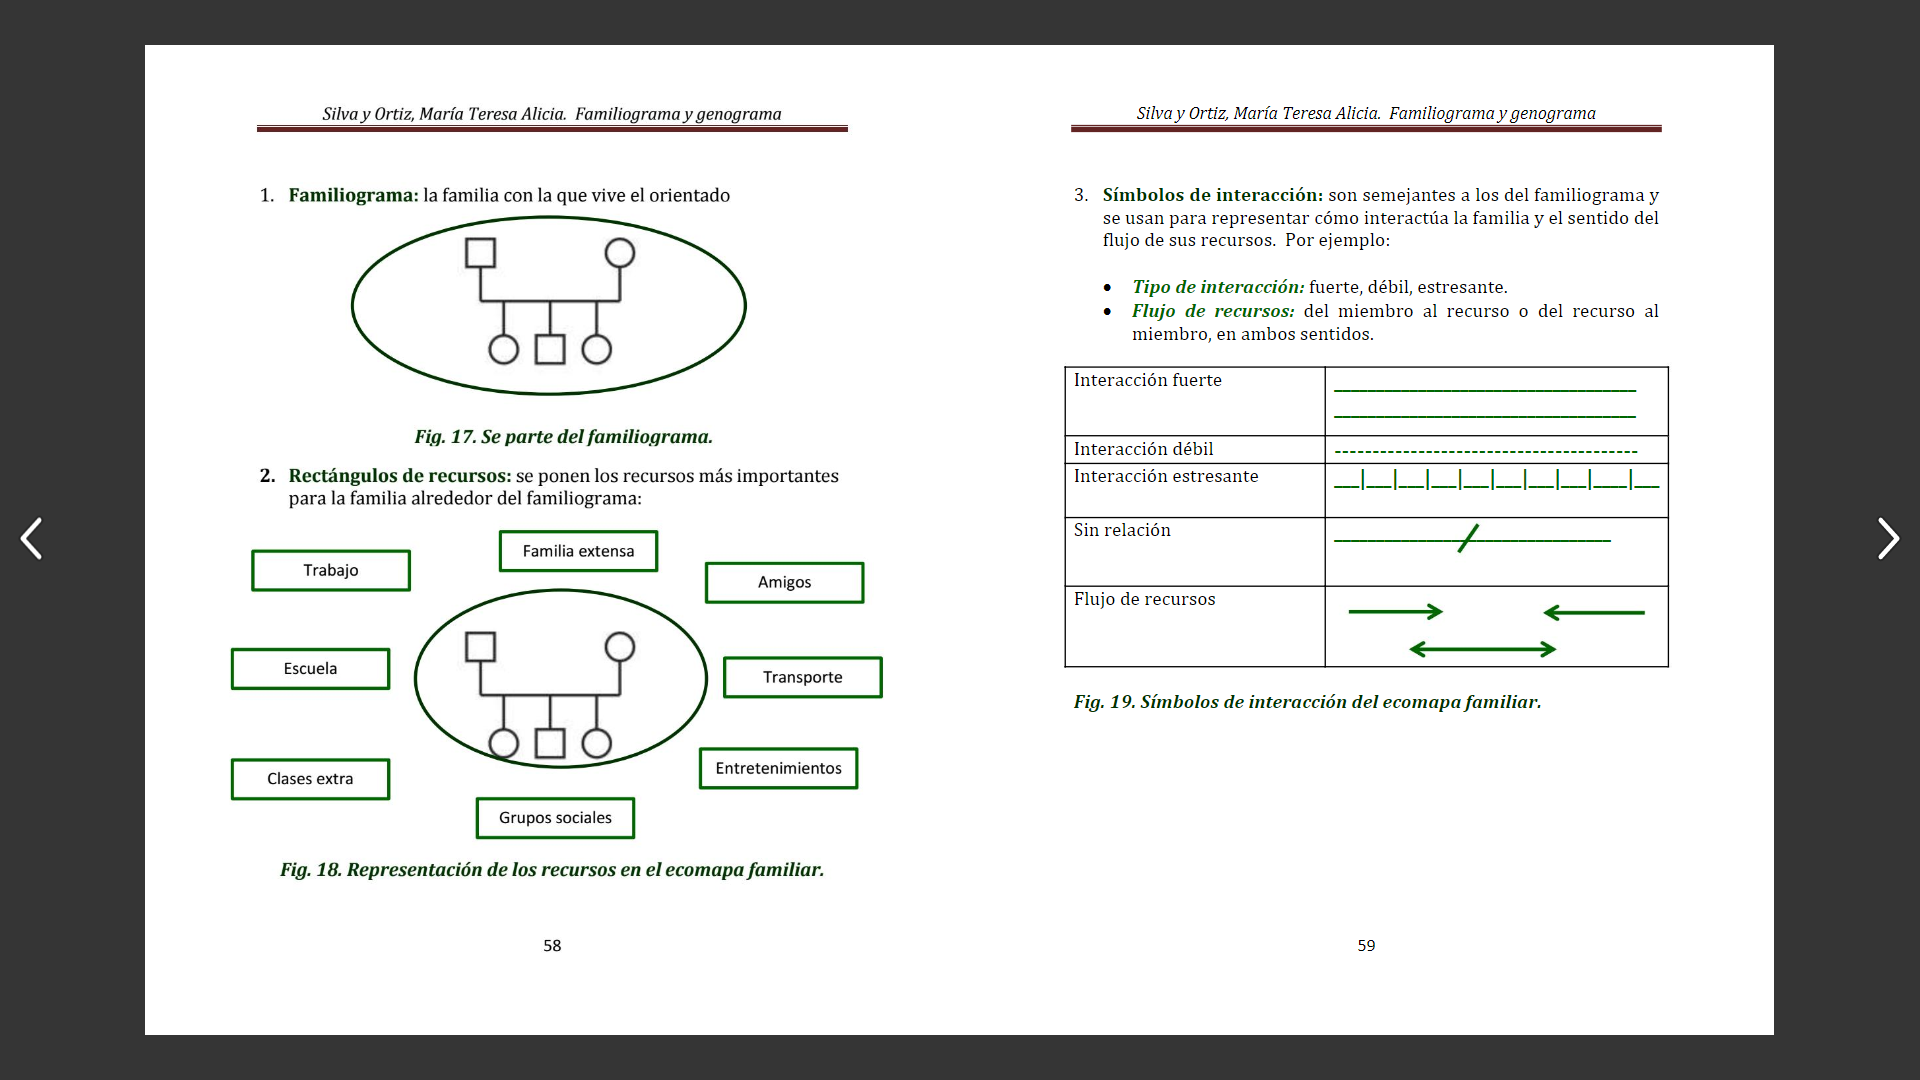 Silva y Ortiz, María Teresa Alicia.  Familiograma y genograma
1. Familiograma: la familia con la que vive el orientado
Fig. 17. Se parte del familiograma.
2. Rectángulos de recursos: se ponen los recursos más importantes
para la familia alrededor del familiograma:
Familia extensa
Trabajo
Amigos
Escuela
Transporte
Clases extra
Entretenimientos
Grupos sociales
Fig. 18. Representación de los recursos en el ecomapa familiar.
58
Silva y Ortiz, María Teresa Alicia.  Familiograma y genograma
3. Símbolos de interacción: son semejantes a los del familiograma y
se usan para representar cómo interactúa la familia y el sentido del
flujo de sus recursos.  Por ejemplo:
• Tipo de interacción: fuerte, débil, estresante.
• Flujo de recursos: del miembro al recurso o del recurso al
miembro, en ambos sentidos.
Interacción fuerte
Interacción débil
Interacción estresante
Sin relación
Flujo de recursos
Fig. 19. Símbolos de interacción del ecomapa familiar.
59